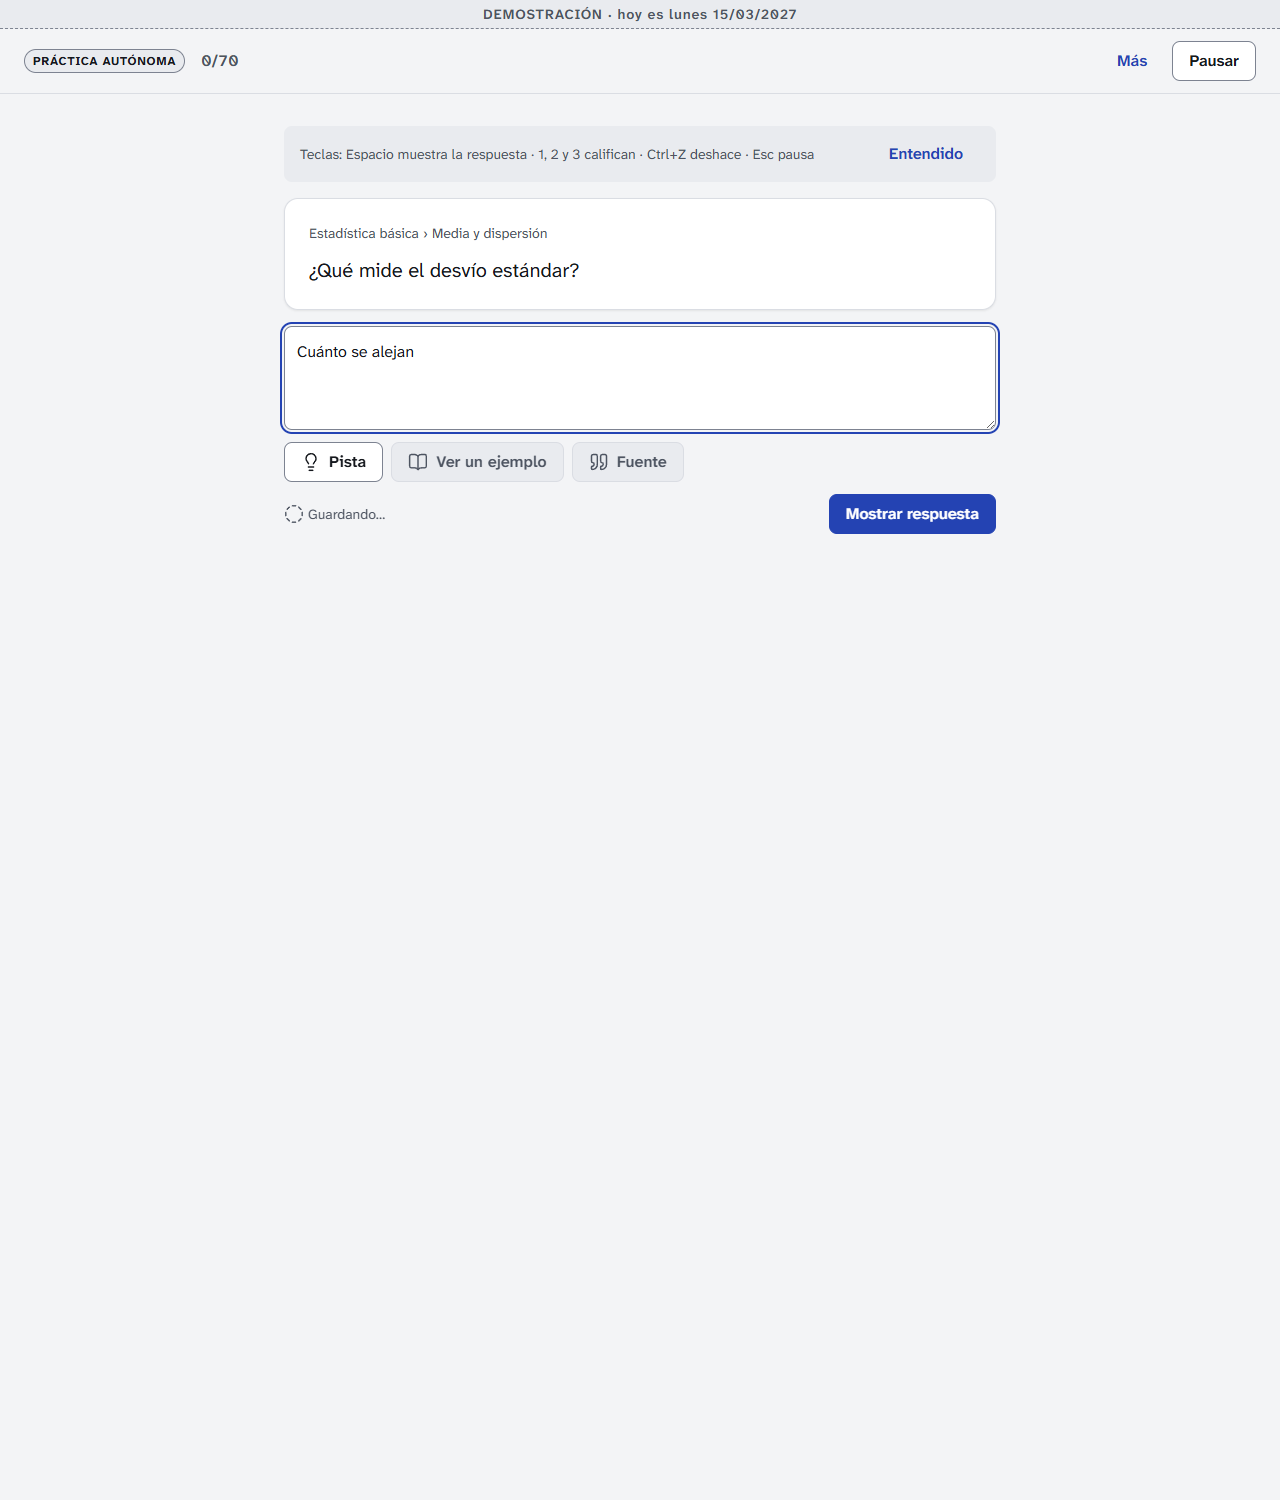 DEMOSTRACIÓN · hoy es lunes 15/03/2027
PRÁCTICA AUTÓNOMA 0/70 Más Pausar
Teclas: Espacio muestra la respuesta · 1, 2 y 3 califican · Ctrl+Z deshace · Esc pausa Entendido
Estadística básica › Media y dispersión
¿Qué mide el desvío estándar?
Cuánto se alejan
Pista Ver un ejemplo Fuente
Guardando… Mostrar respuesta